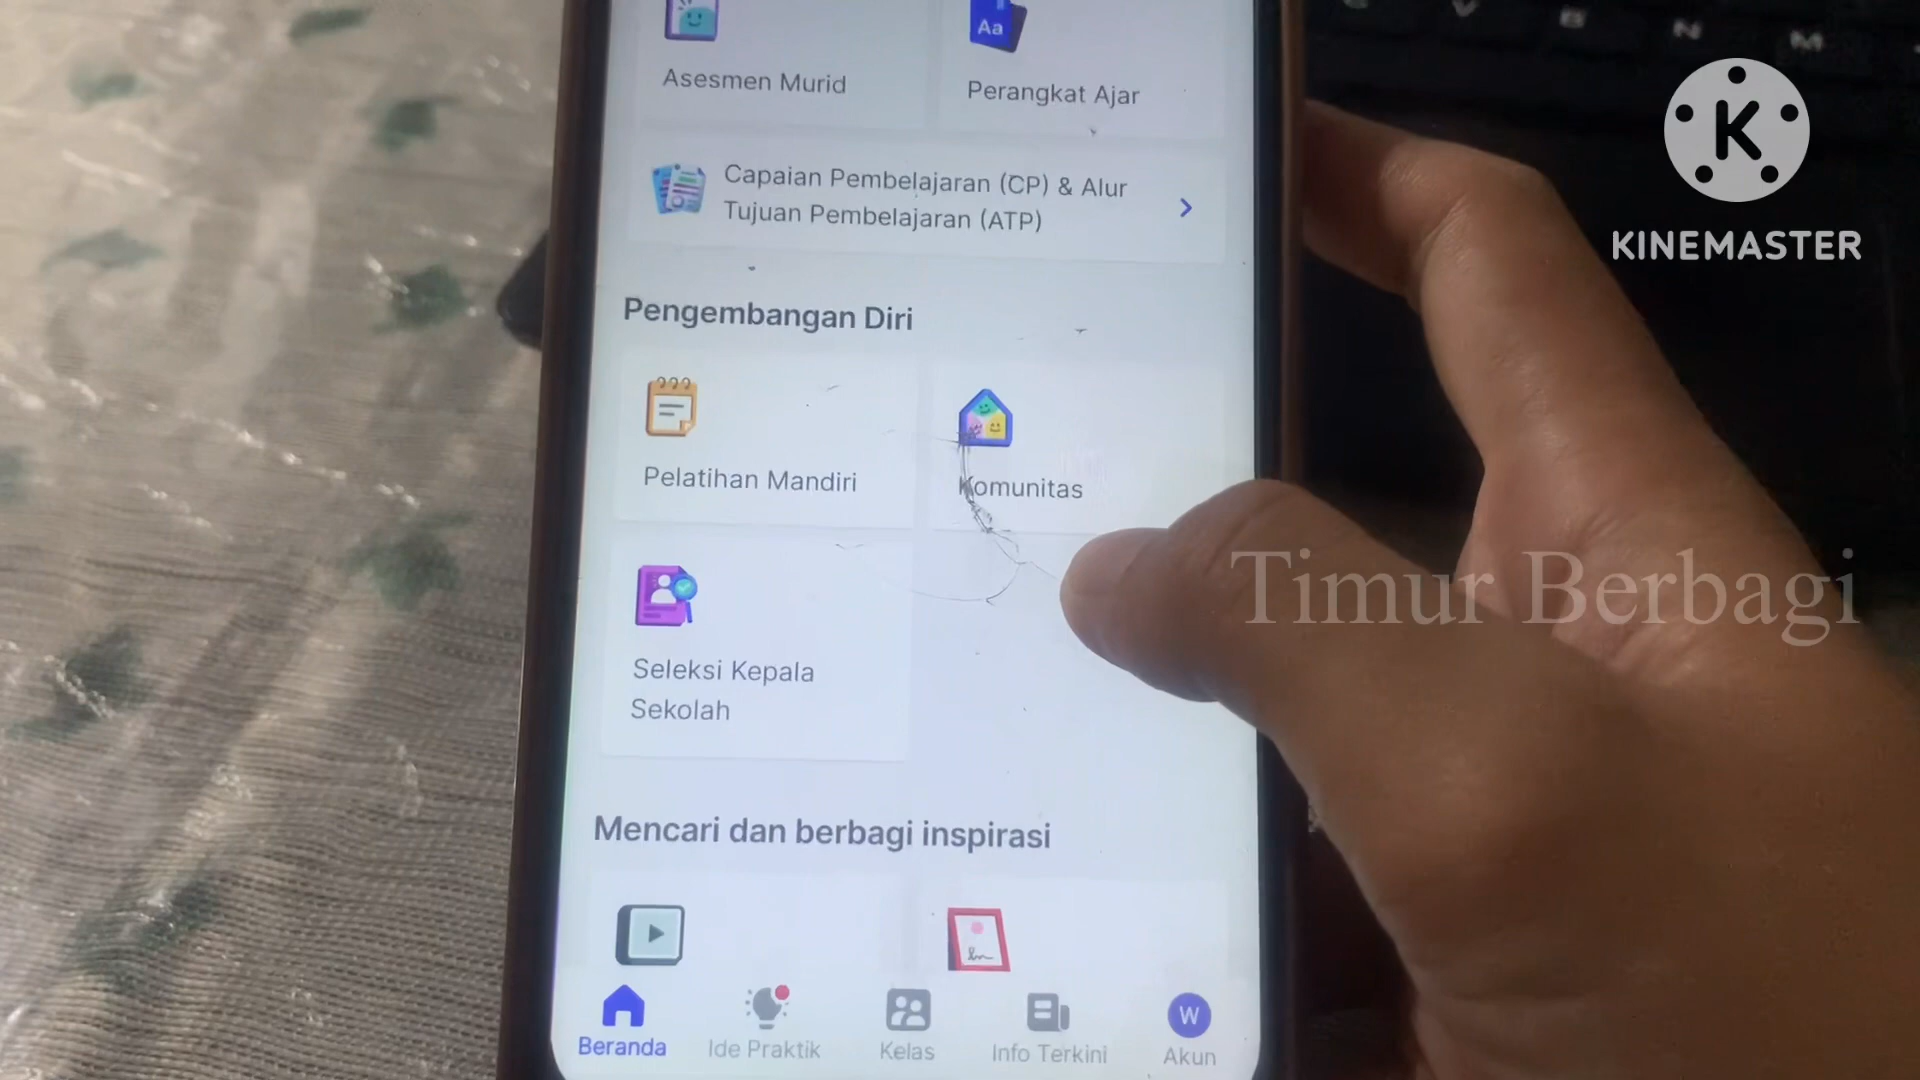 C V B N M
Aa
Asesmen Murid
Perangkat Ajar
Capaian Pembelajaran (CP) & Alur
Tujuan Pembelajaran (ATP)
K
KINEMASTER
Pengembangan Diri
Pelatihan Mandiri
Komunitas
Timur Berbagi
Seleksi Kepala
Sekolah
Mencari dan berbagi inspirasi
W
Beranda
Ide Praktik
Kelas
Info Terkini
Akun